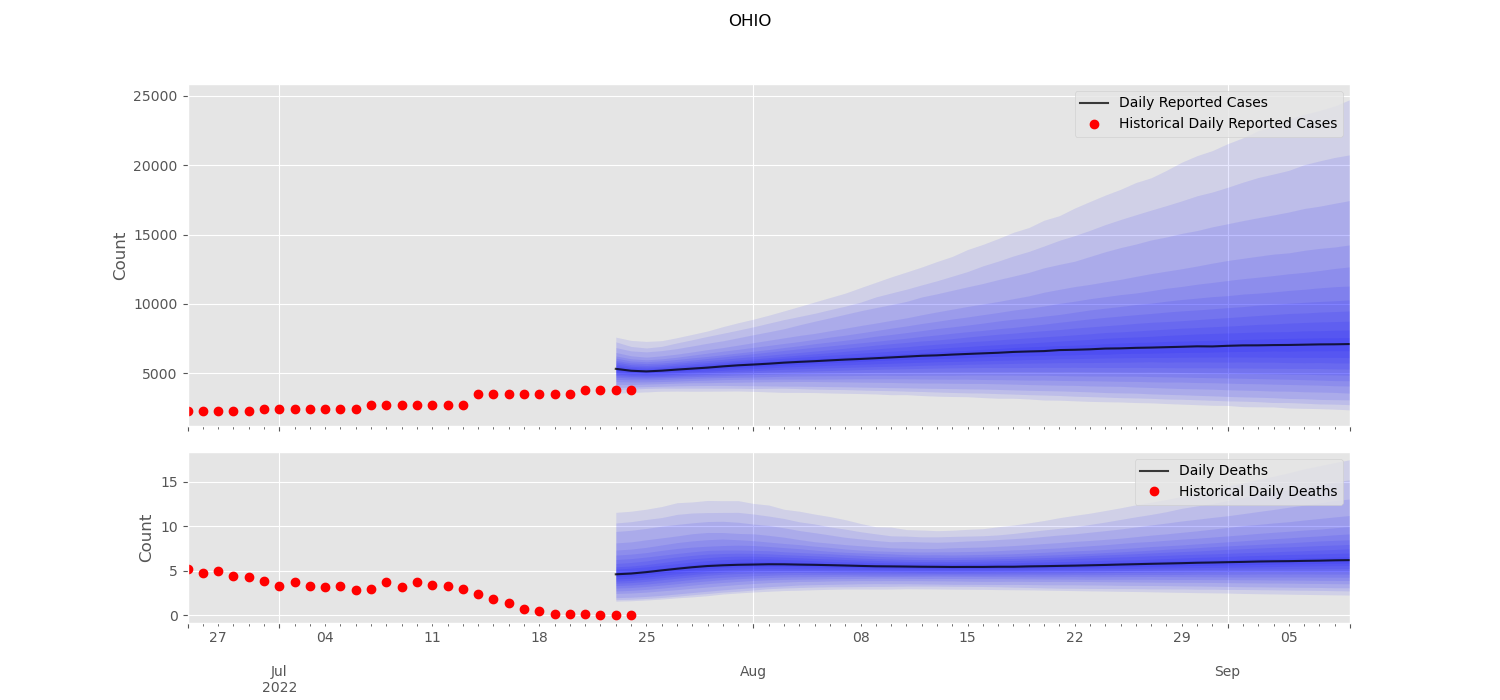 OHIO
25000
20000
15000
10000
5000
Count
Daily Reported Cases
Historical Daily Reported Cases
15
10
5
0
Count
Daily Deaths
Historical Daily Deaths
27 04 11 18 25 08 15 22 29 05
Jul Aug Sep
2022